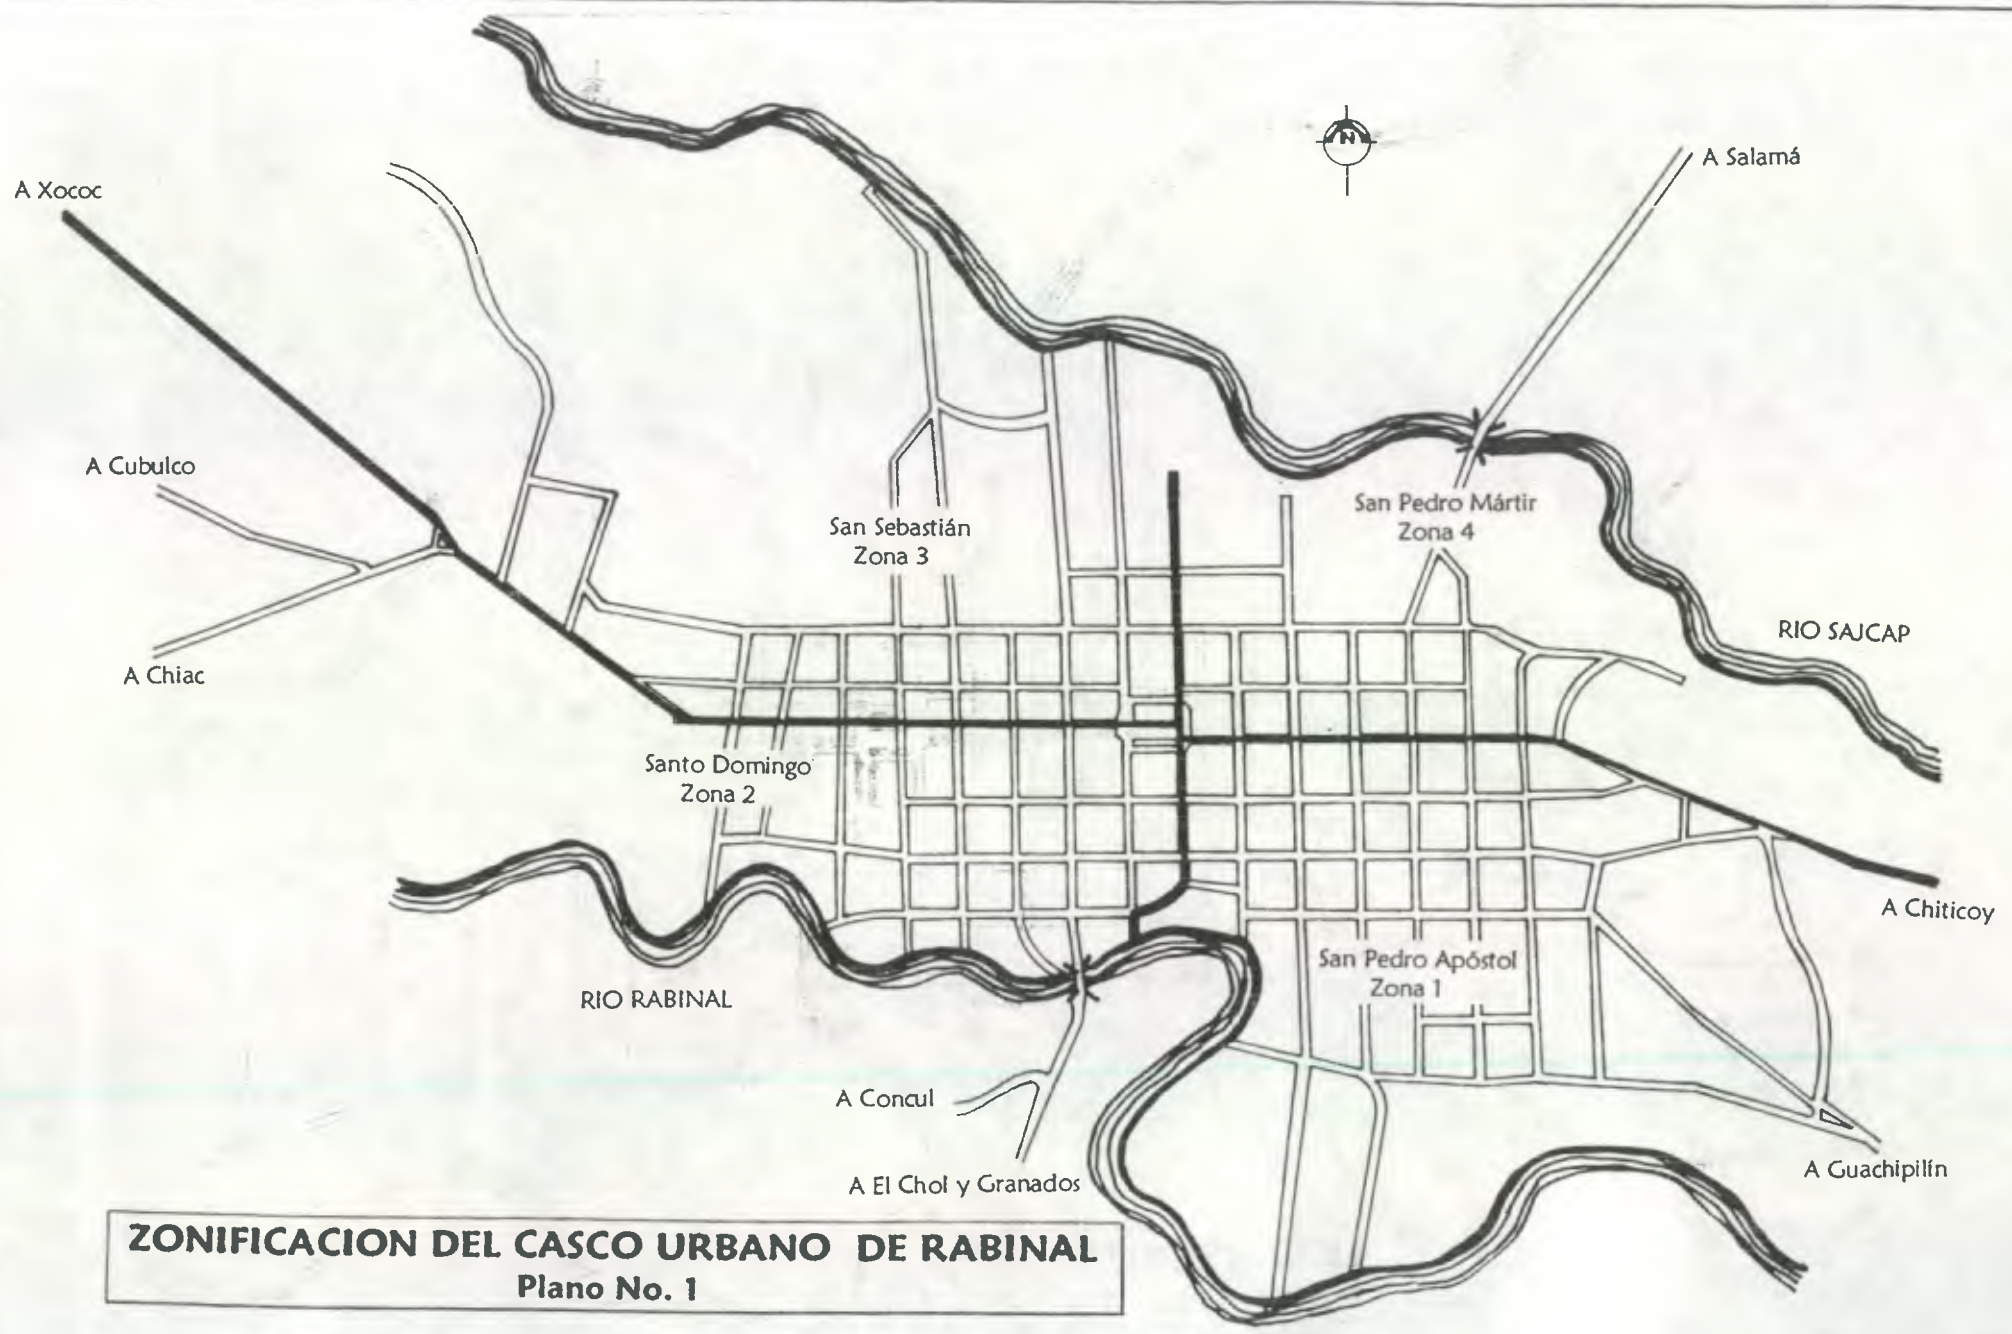 N
A Salamá
A Xococ
A Cubulco
San Pedro Mártir
Zona 4
San Sebastián
Zona 3
RIO SAJCAP
A Chiac
Santo Domingo
Zona 2
A Chiticoy
San Pedro Apóstol
Zona 1
RIO RABINAL
A Concul
A El Chol y Granados
A Guachipilín
ZONIFICACION DEL CASCO URBANO DE RABINAL
Plano No. 1